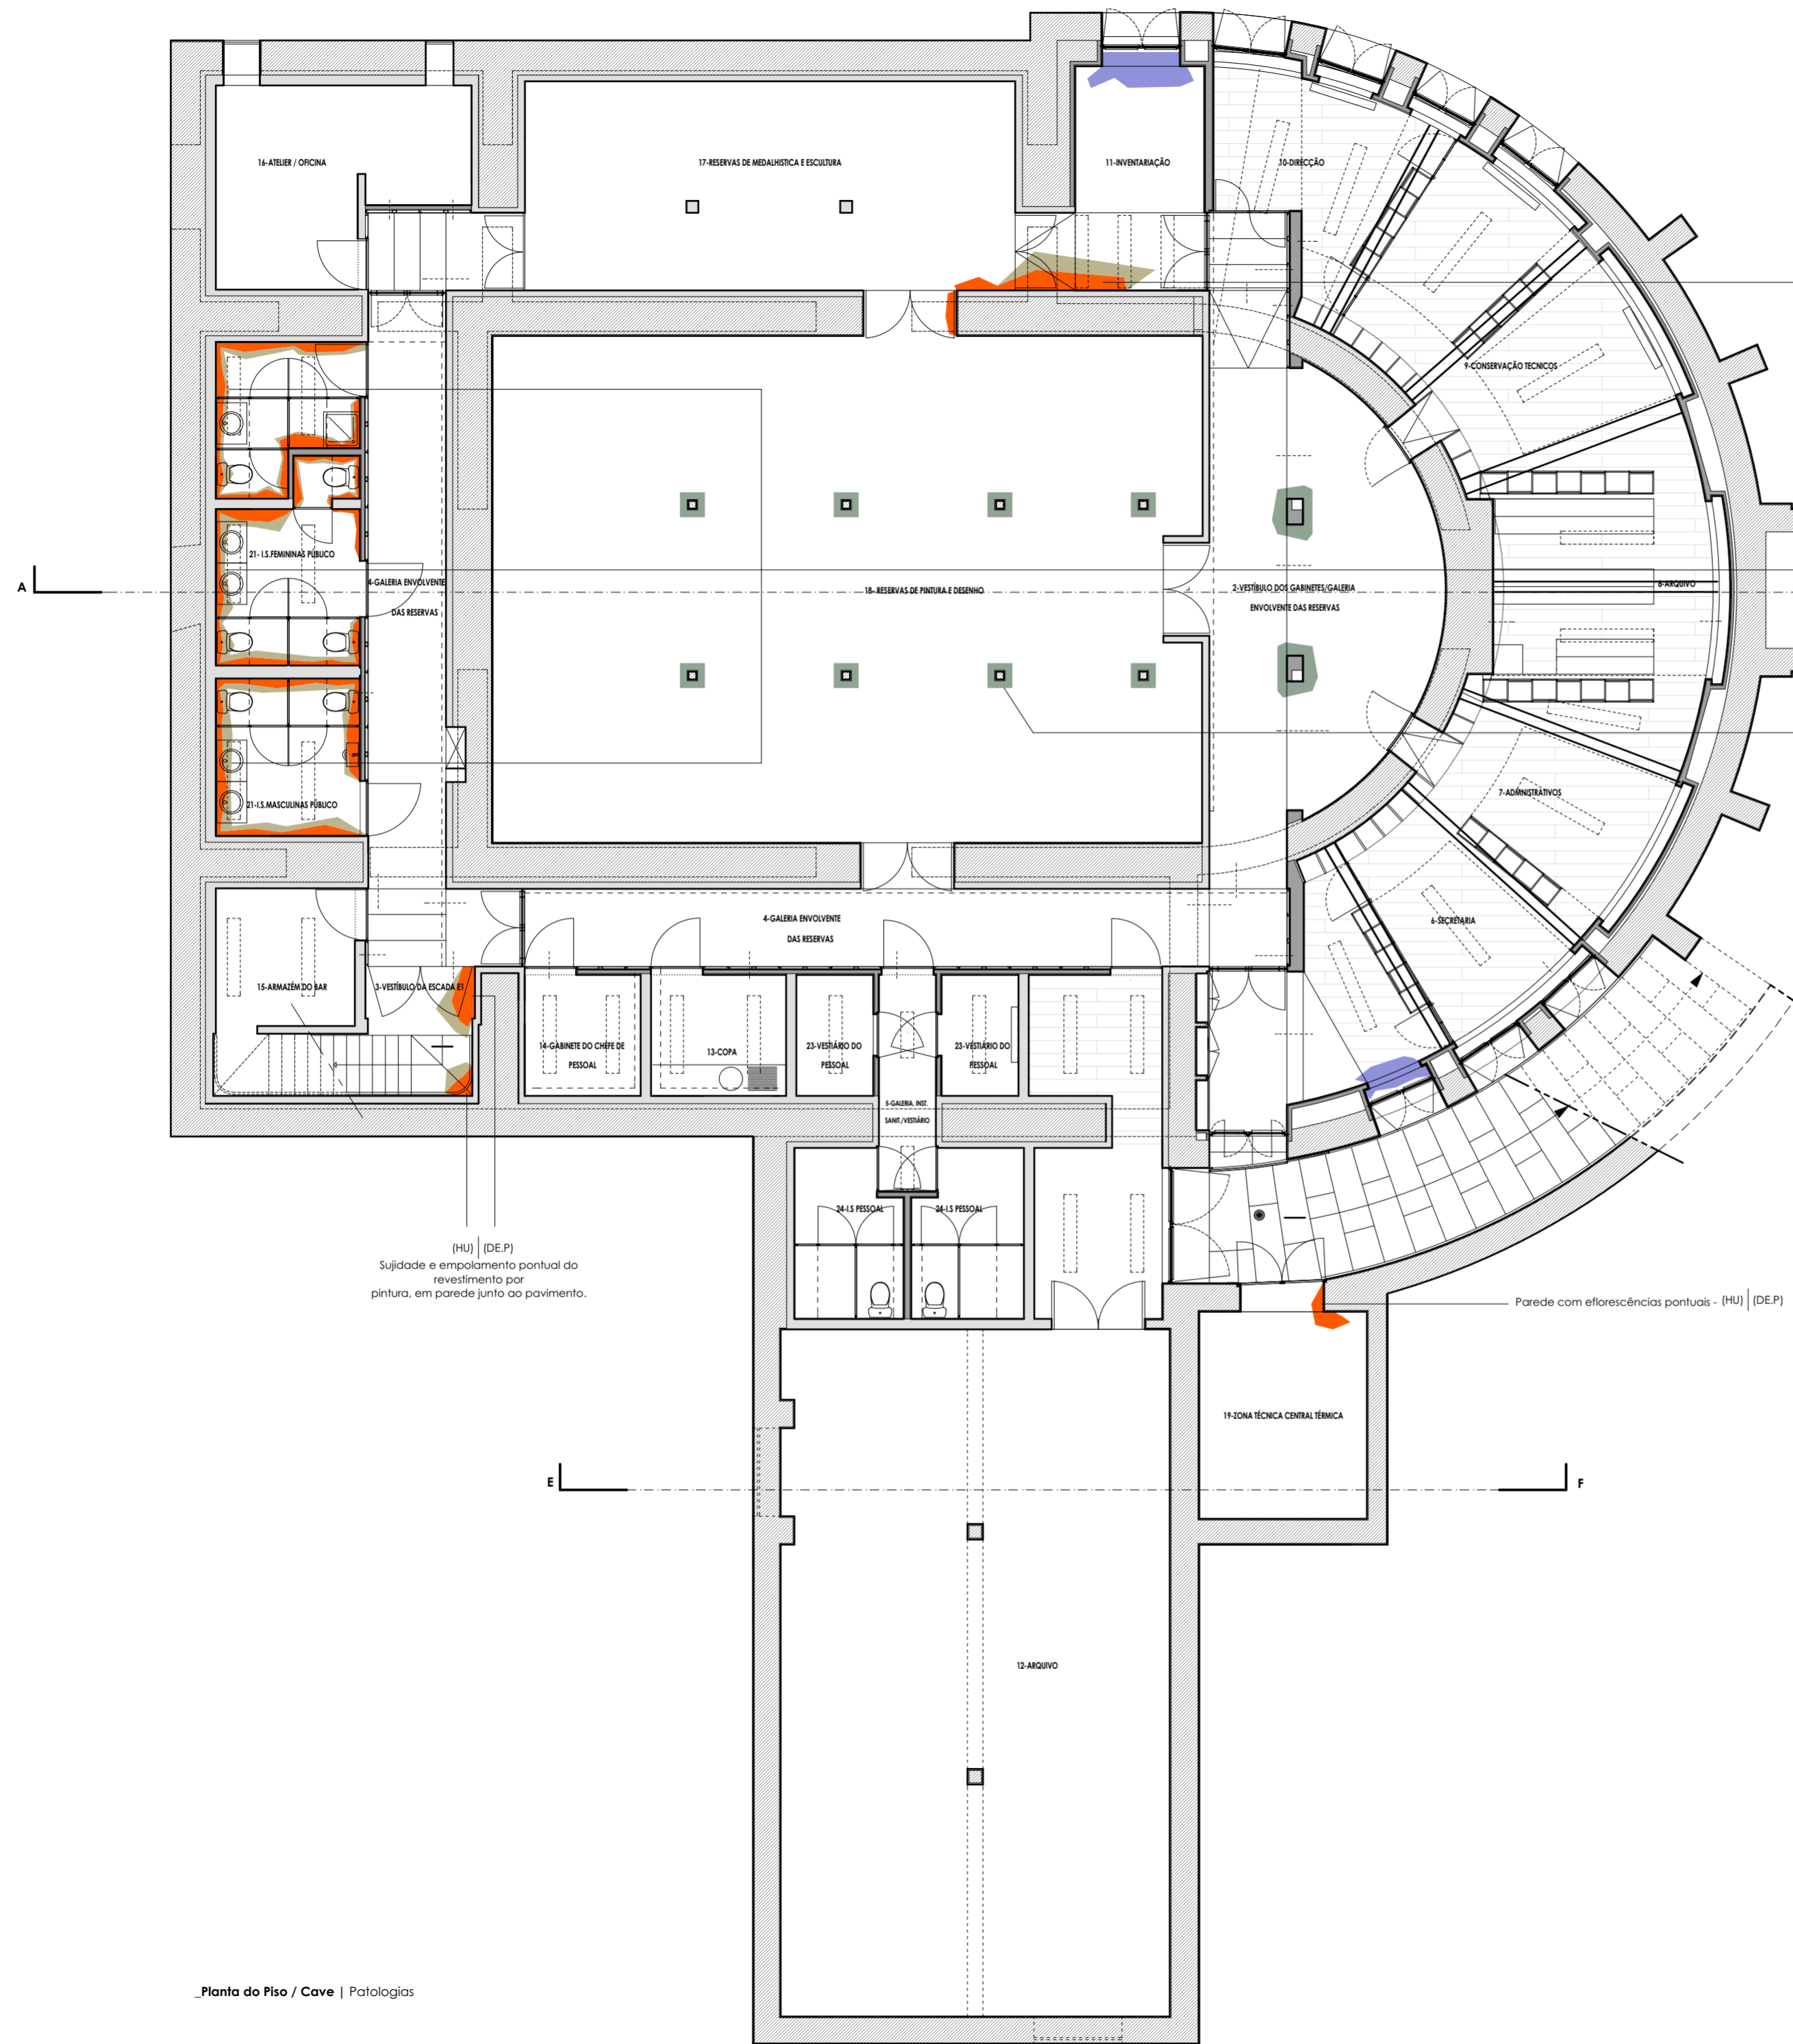 16-ATELIER / OFICINA
17-RESERVAS DE MEDALHISTICA E ESCULTURA
11-INVENTARIAÇÃO
10-DIRECÇÃO
9-CONSERVAÇÃO TECNICOS
21- I.S.FEMININAS PÚBLICO
A
4-GALERIA ENVOLVENTE
DAS RESERVAS
18- RESERVAS DE PINTURA E DESENHO
2-VESTÍBULO DOS GABINETES/GALERIA
ENVOLVENTE DAS RESERVAS
8-ARQUIVO
21-I.S.MASCULINAS PÚBLICO
7-ADMNISTRATIVOS
4-GALERIA ENVOLVENTE
DAS RESERVAS
6-SECRETARIA
15-ARMAZÉM DO BAR
3-VESTÍBULO DA ESCADA E1
14-GABINETE DO CHEFE DE
PESSOAL
13-COPA
23-VESTIÁRIO DO
PESSOAL
23-VESTIÁRIO DO
PESSOAL
5-GALERIA. INST.
SANIT./VESTIÁRIO
24-I.S PESSOAL
24-I.S PESSOAL
(HU) | (DE.P)
Sujidade e empolamento pontual do
revestimento por
pintura, em parede junto ao pavimento.
Parede com eflorescências pontuais - (HU) | (DE.P)
19-ZONA TÉCNICA CENTRAL TÉRMICA
E
F
12-ARQUIVO
_Planta do Piso / Cave | Patologias